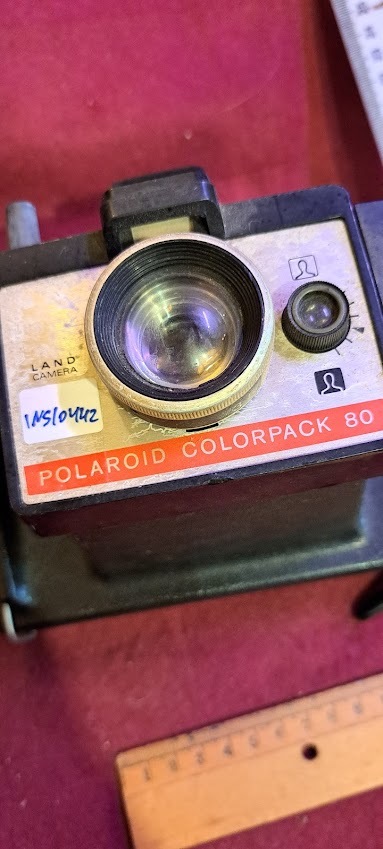 LAND
CAMERA
INS/0442
POLAROID COLORPACK 80